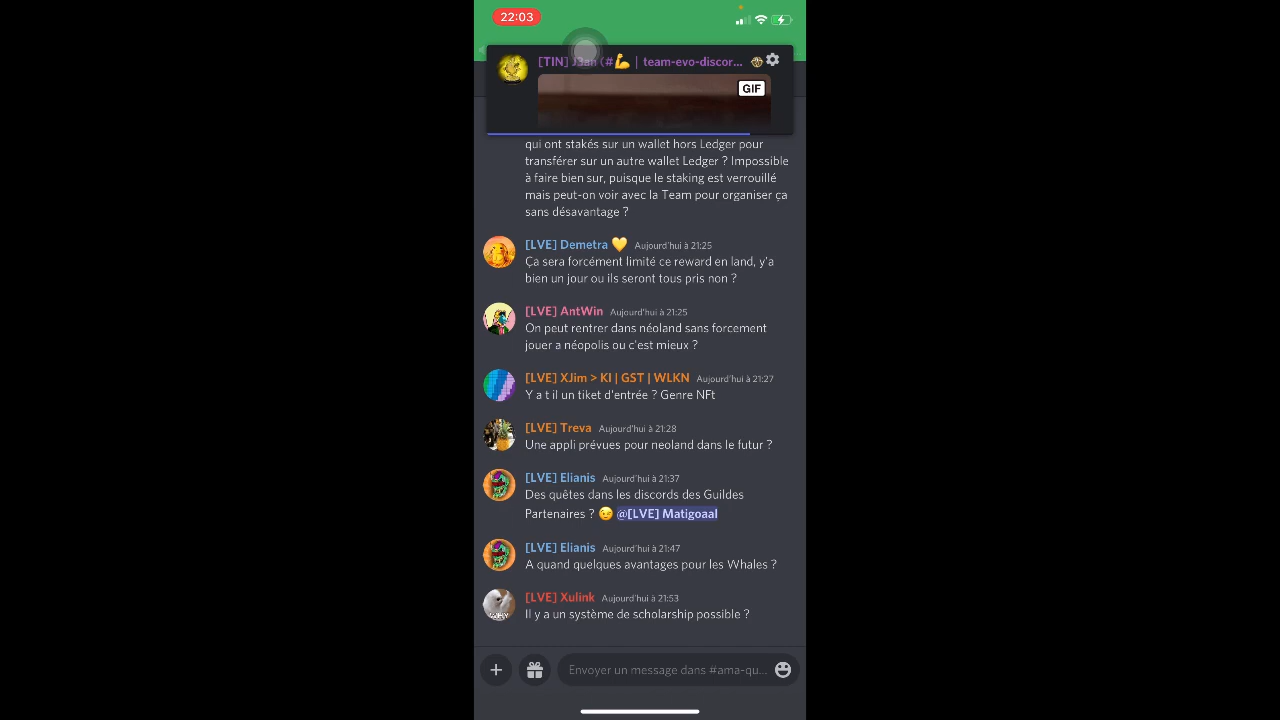 22:03
[TIN] J3an (#💪 | team-evo-discor...
GIF
qui ont stakés sur un wallet hors Ledger pour
transférer sur un autre wallet Ledger ? Impossible
à faire bien sur, puisque le staking est verrouillé
mais peut-on voir avec la Team pour organiser ça
sans désavantage ?
[LVE] Demetra 💛 Aujourd'hui à 21:25
Ça sera forcément limité ce reward en land, y'a
bien un jour ou ils seront tous pris non ?
[LVE] AntWin Aujourd'hui à 21:25
On peut rentrer dans néoland sans forcement
jouer a néopolis ou c'est mieux ?
[LVE] XJim > KI | GST | WLKN Aujourd'hui à 21:27
Y a t il un tiket d'entrée ? Genre NFt
[LVE] Treva Aujourd'hui à 21:28
Une appli prévues pour neoland dans le futur ?
[LVE] Elianis Aujourd'hui à 21:37
Des quêtes dans les discords des Guildes
Partenaires ? 😉 @[LVE] Matigoaal
[LVE] Elianis Aujourd'hui à 21:47
A quand quelques avantages pour les Whales ?
[LVE] Xulink Aujourd'hui à 21:53
Il y a un système de scholarship possible ?
Envoyer un message dans #ama-qu...